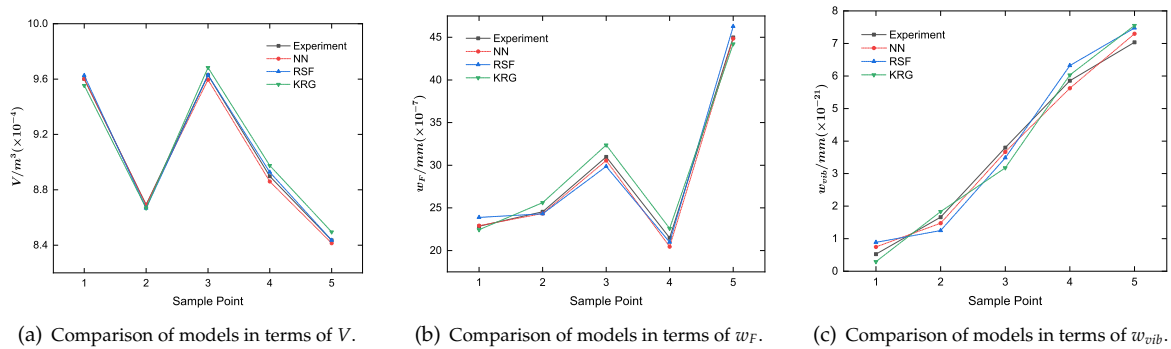 10.0
9.6
9.2
8.8
8.4
V/m³(×10⁻⁴)
Experiment
NN
RSF
KRG
1 2 3 4 5
Sample Point
(a) Comparison of models in terms of V.
45
40
35
30
25
20
w_F/mm(×10⁻⁷)
Experiment
NN
RSF
KRG
1 2 3 4 5
Sample Point
(b) Comparison of models in terms of w_F.
8
7
6
5
4
3
2
1
0
w_vib/mm(×10⁻²¹)
Experiment
NN
RSF
KRG
1 2 3 4 5
Sample Point
(c) Comparison of models in terms of w_vib.